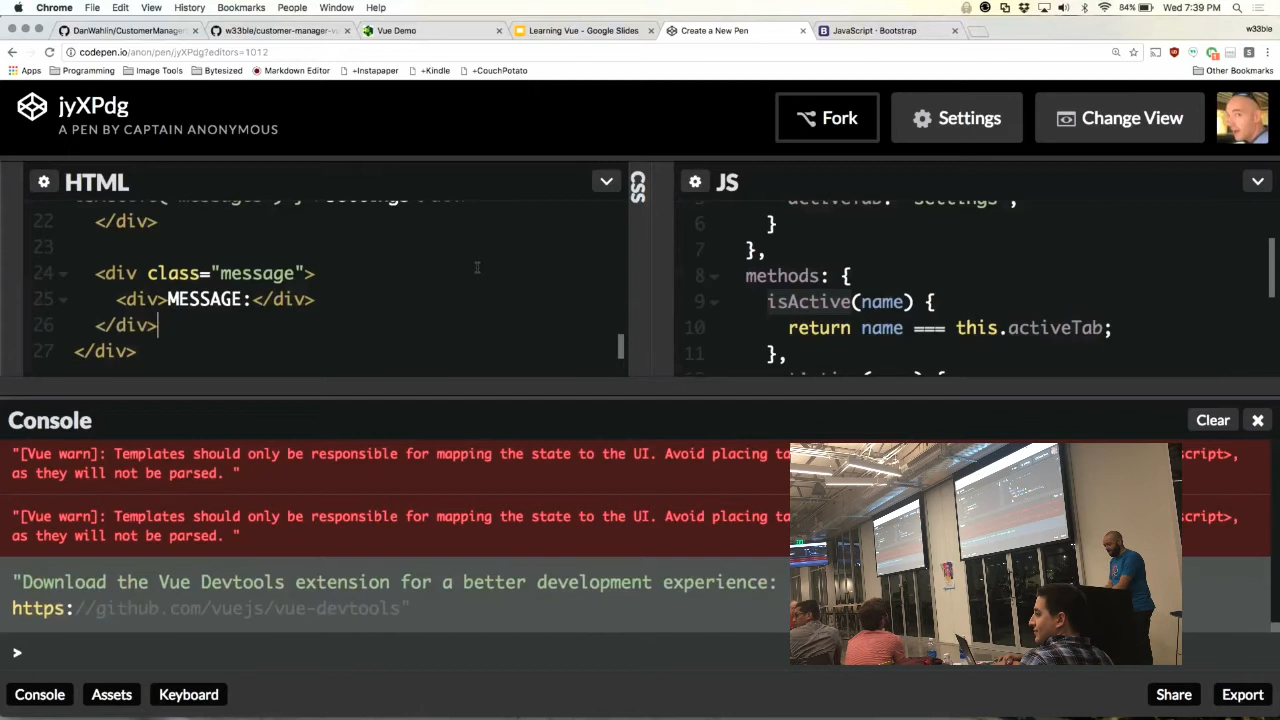 Chrome File Edit View History Bookmarks People Window Help 84% Wed 7:39 PM
DanWahlin/CustomerManager w33ble/customer-manager-v Vue Demo Learning Vue - Google Slides Create a New Pen JavaScript · Bootstrap w33ble
codepen.io/anon/pen/jyXPdg?editors=1012
Apps Programming Image Tools Bytesized Markdown Editor +Instapaper +Kindle +CouchPotato Other Bookmarks
jyXPdg
A PEN BY CAPTAIN ANONYMOUS
Fork Settings Change View
HTML
CSS
JS
22 </div>
23
24 <div class="message">
25 <div>MESSAGE:</div>
26 </div>
27 </div>
6 }
7 },
8 methods: {
9 isActive(name) {
10 return name === this.activeTab;
11 },
Console
Clear
"[Vue warn]: Templates should only be responsible for mapping the state to the UI. Avoid placing ta cript>,
as they will not be parsed. "
"[Vue warn]: Templates should only be responsible for mapping the state to the UI. Avoid placing ta cript>,
as they will not be parsed. "
"Download the Vue Devtools extension for a better development experience:
https://github.com/vuejs/vue-devtools"
>
Console Assets Keyboard Share Export